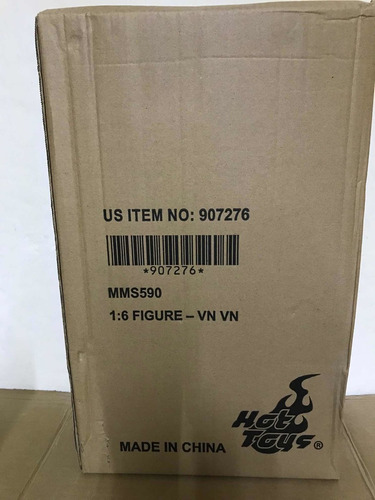 US ITEM NO: 907276
*907276*
MMS590
1:6 FIGURE – VN VN
Hot
Toys®
MADE IN CHINA